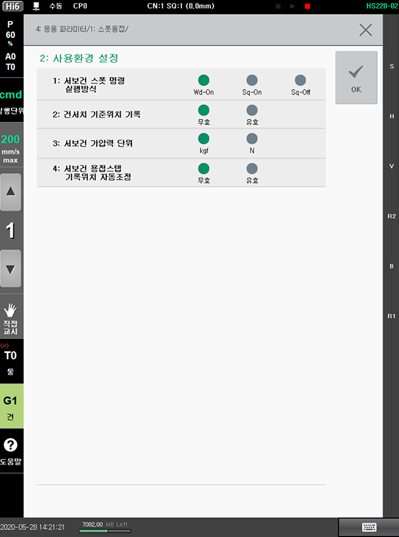 Hi6 수동 CP0 CN:1 SQ:1 (0.0mm) HS220-02
P
60
%
A0
T0
cmd
실행단위
200
mm/s
max
1
직접
교시
T0
툴
G1
건
?
도움말
4: 응용 파라미터/1: 스폿용접/
2: 사용환경 설정
1: 서보건 스폿 명령
실행방식
Wd-On Sq-On Sq-Off
2: 건서치 기준위치 기록
무효 유효
3: 서보건 가압력 단위
kgf N
4: 서보건 용접스텝
기록위치 자동조정
무효 유효
OK
S
H
V
R2
B
R1
2020-05-28 14:21:21 7082.00 MB Left